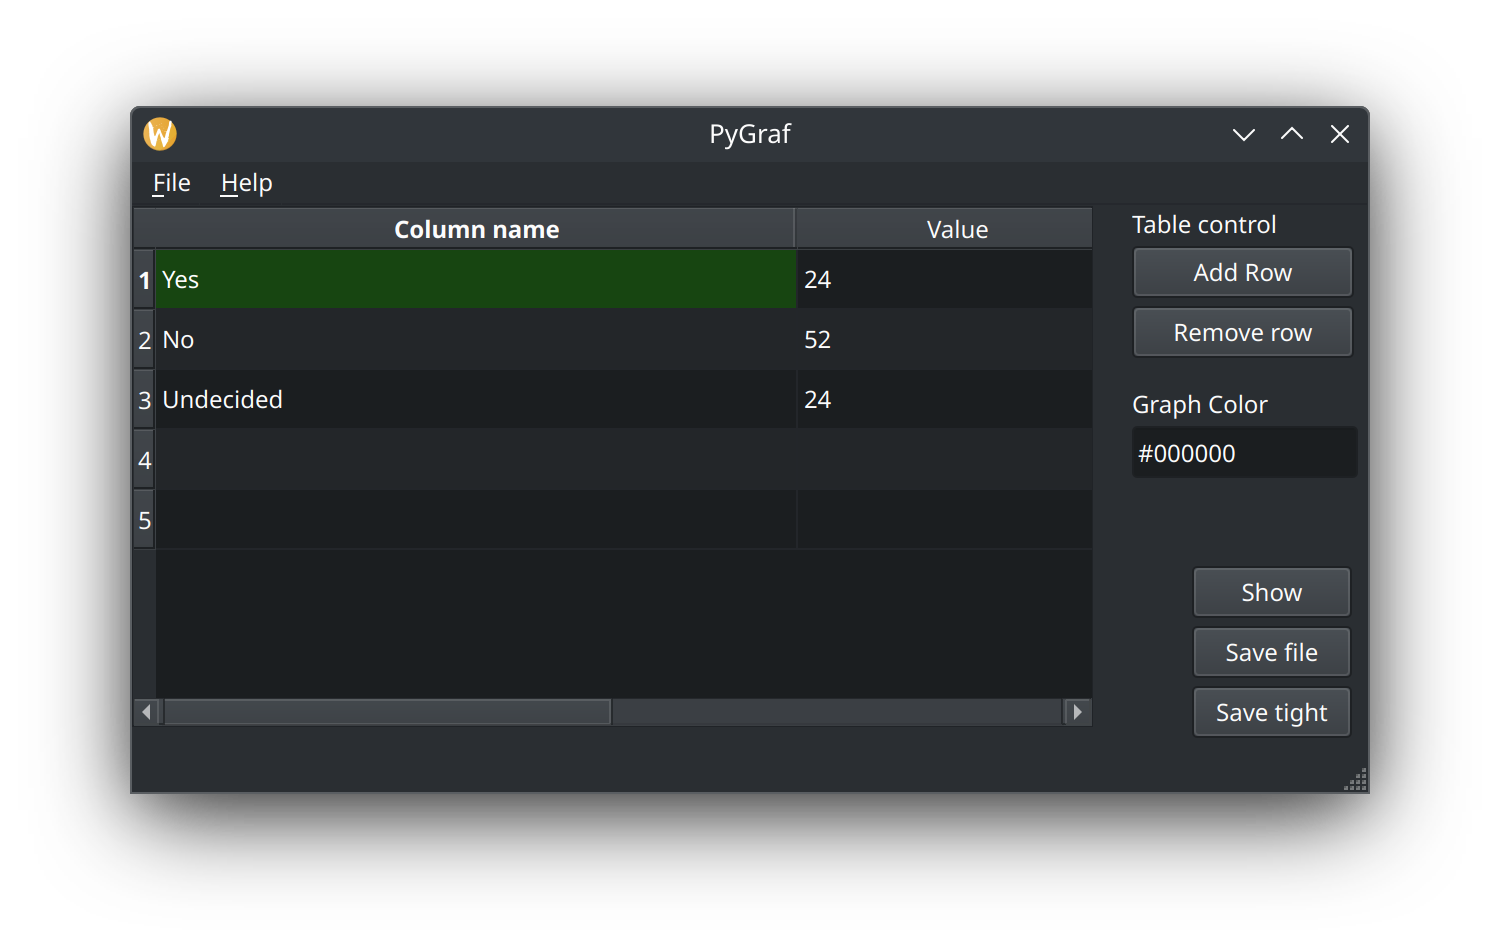 W
PyGraf
File Help
Column name Value
1 Yes 24
2 No 52
3 Undecided 24
4
5
Table control
Add Row
Remove row
Graph Color
#000000
Show
Save file
Save tight